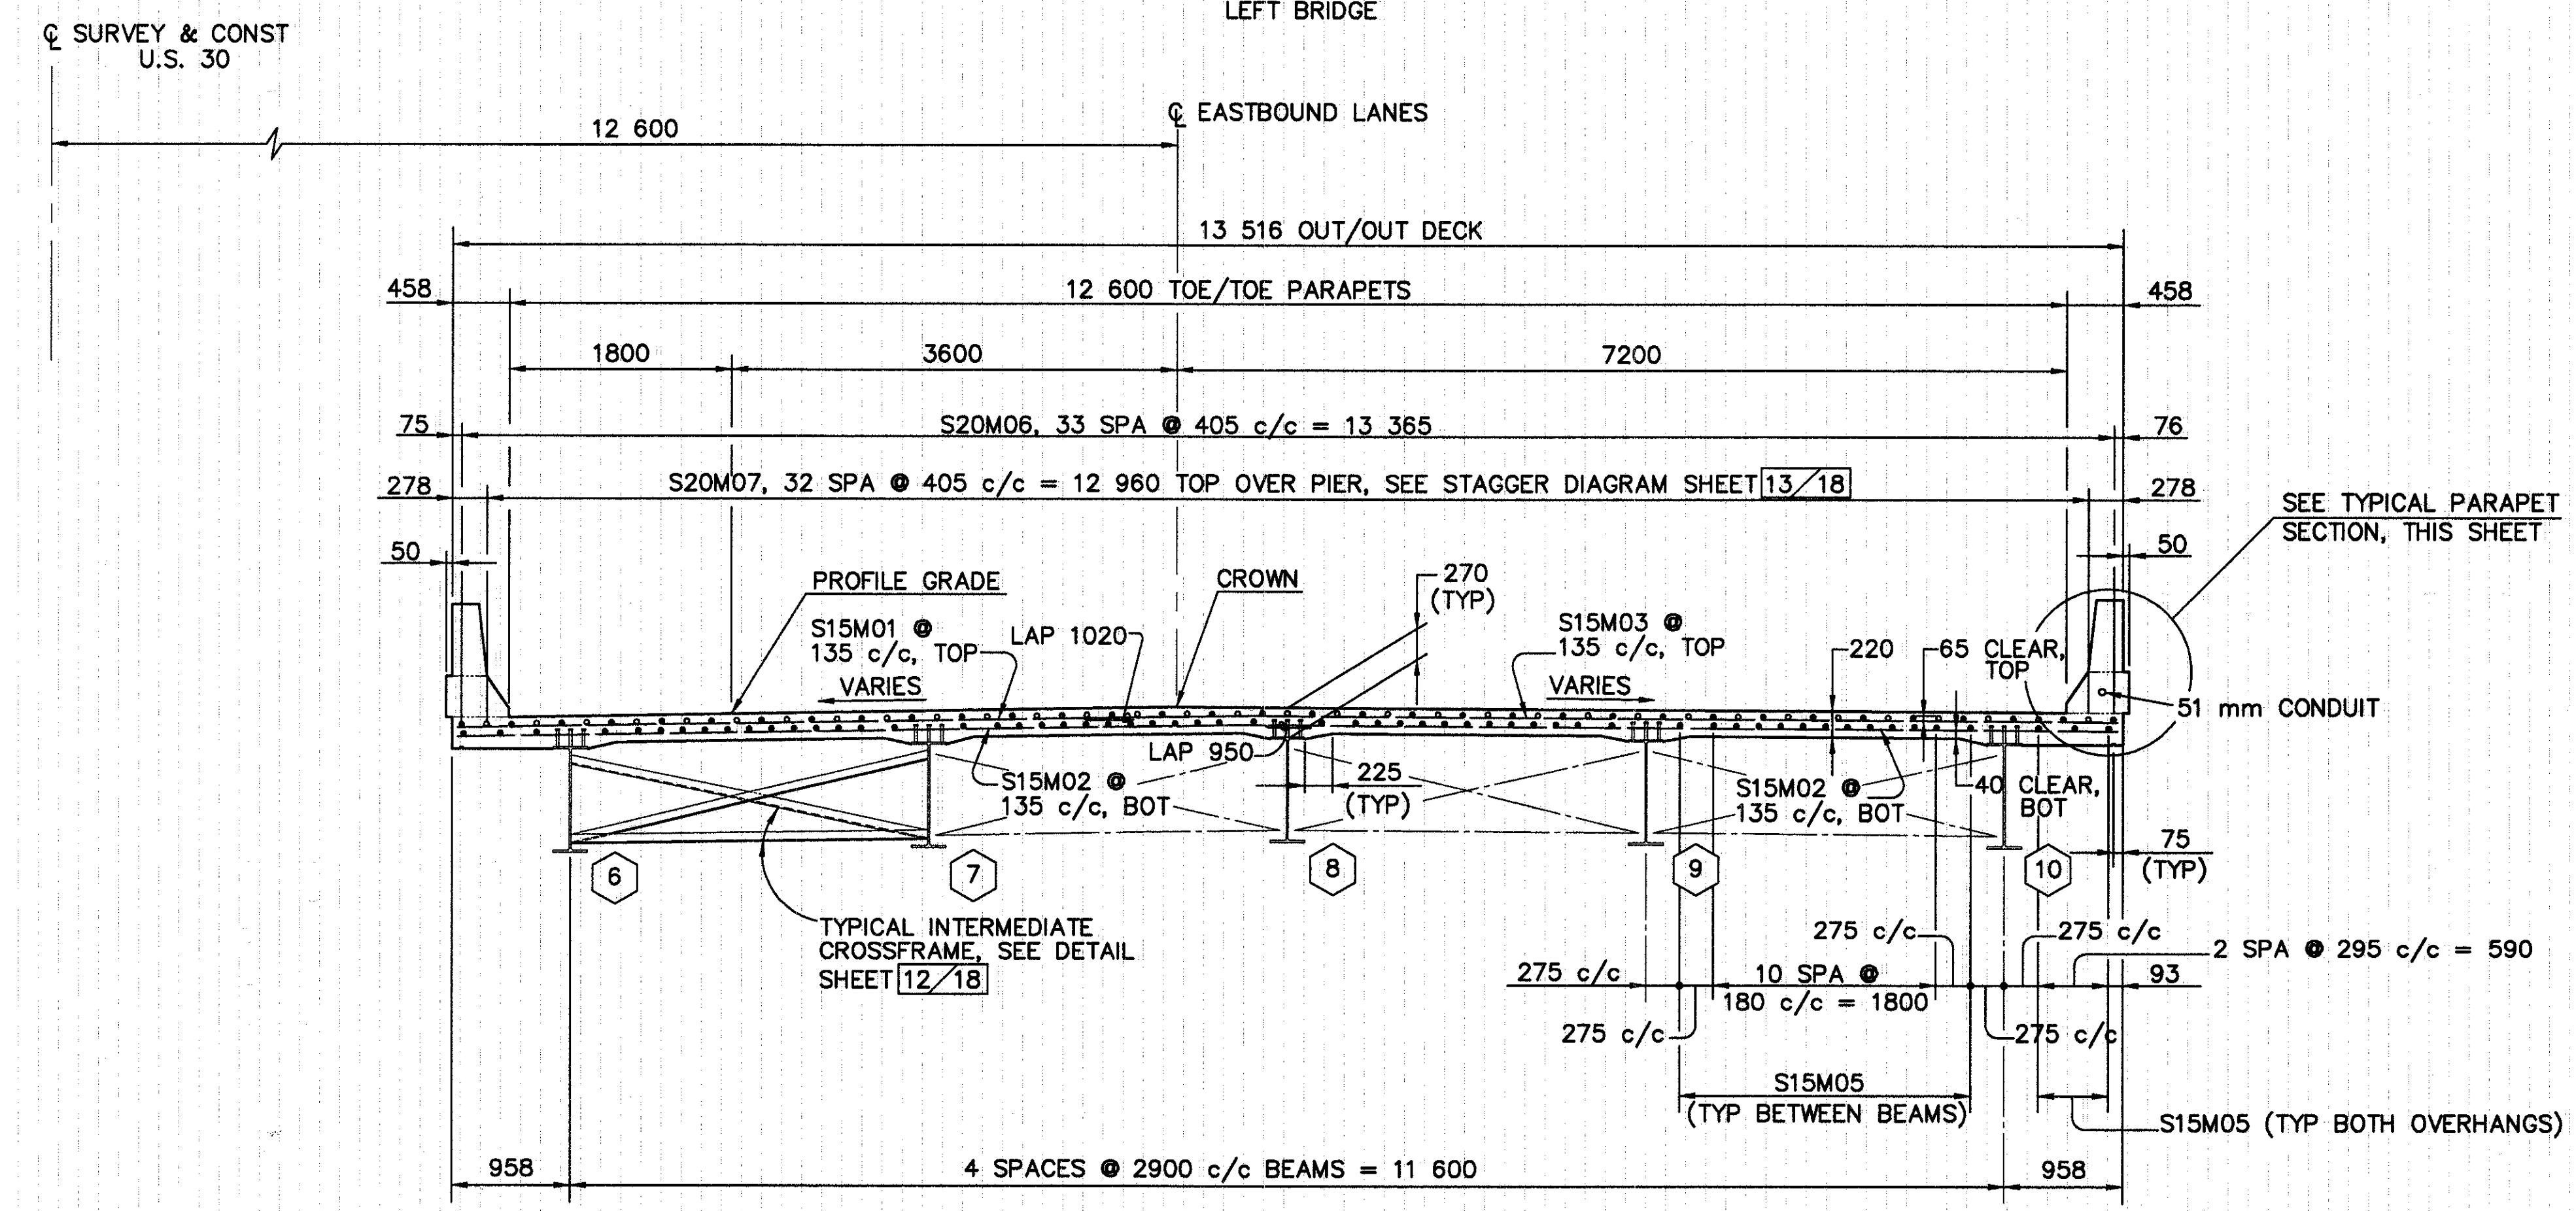 LEFT BRIDGE
℄ SURVEY & CONST
U.S. 30
℄ EASTBOUND LANES
12 600
13 516 OUT/OUT DECK
458
12 600 TOE/TOE PARAPETS
458
1800
3600
7200
75
S20M06, 33 SPA @ 405 c/c = 13 365
76
278
S20M07, 32 SPA @ 405 c/c = 12 960 TOP OVER PIER, SEE STAGGER DIAGRAM SHEET 13/18
278
SEE TYPICAL PARAPET
SECTION, THIS SHEET
50
50
PROFILE GRADE
CROWN
270
(TYP)
S15M01 @
135 c/c, TOP
LAP 1020
S15M03 @
135 c/c, TOP
220
65 CLEAR,
TOP
VARIES
VARIES
51 mm CONDUIT
LAP 950
S15M02 @
135 c/c, BOT
225
(TYP)
S15M02 @
135 c/c, BOT
40 CLEAR,
BOT
75
(TYP)
6
7
8
9
10
TYPICAL INTERMEDIATE
CROSSFRAME, SEE DETAIL
SHEET 12/18
275 c/c
275 c/c
2 SPA @ 295 c/c = 590
275 c/c
10 SPA @
180 c/c = 1800
93
275 c/c
275 c/c
S15M05
(TYP BETWEEN BEAMS)
S15M05 (TYP BOTH OVERHANGS)
958
4 SPACES @ 2900 c/c BEAMS = 11 600
958